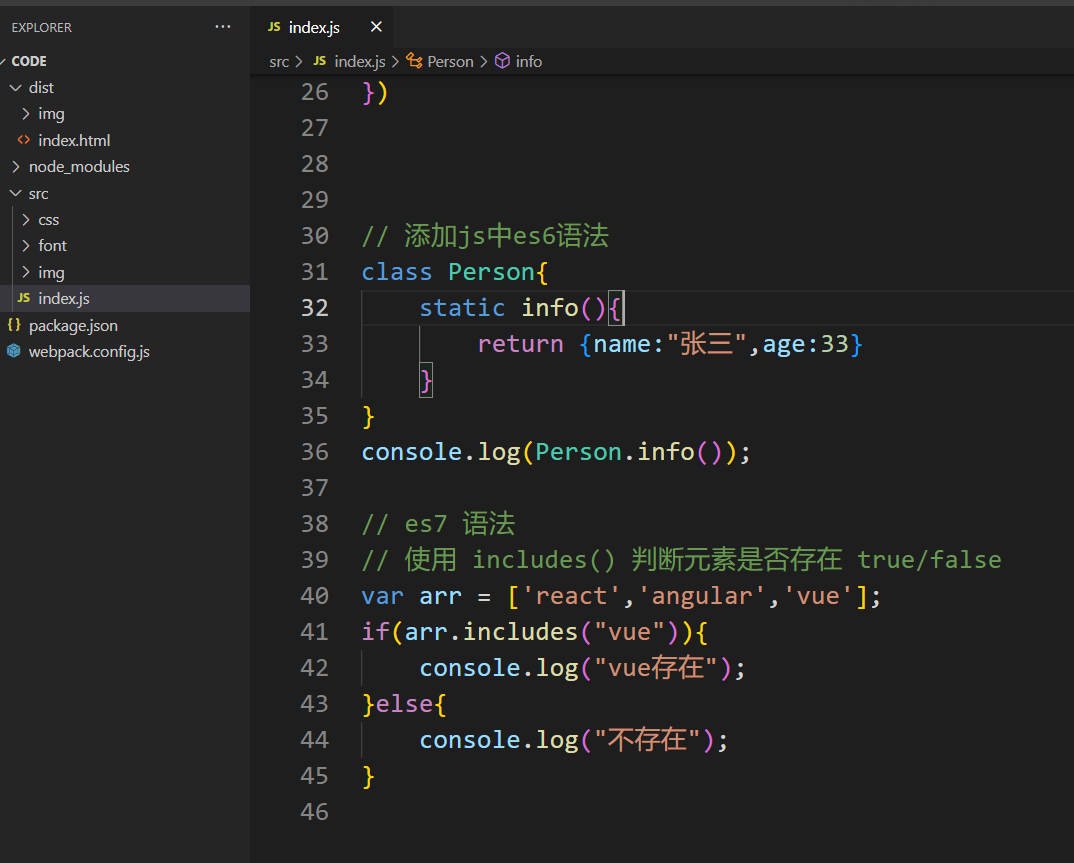 EXPLORER ···
CODE
dist
img
<> index.html
node_modules
src
css
font
img
JS index.js
{} package.json
webpack.config.js
JS index.js ×
src > JS index.js > Person > info
26 })
27
28
29
30 // 添加js中es6语法
31 class Person{
32 static info(){
33 return {name:"张三",age:33}
34 }
35 }
36 console.log(Person.info());
37
38 // es7 语法
39 // 使用 includes() 判断元素是否存在 true/false
40 var arr = ['react','angular','vue'];
41 if(arr.includes("vue")){
42 console.log("vue存在");
43 }else{
44 console.log("不存在");
45 }
46